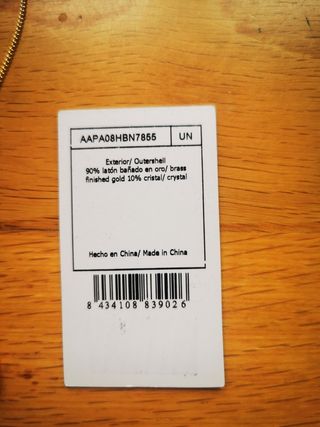 AAPA08HBN7855 UN
Exterior/ Outershell
90% latón bañado en oro/ brass
finished gold 10% cristal/ crystal
Hecho en China/ Made in China
8 434108 839026